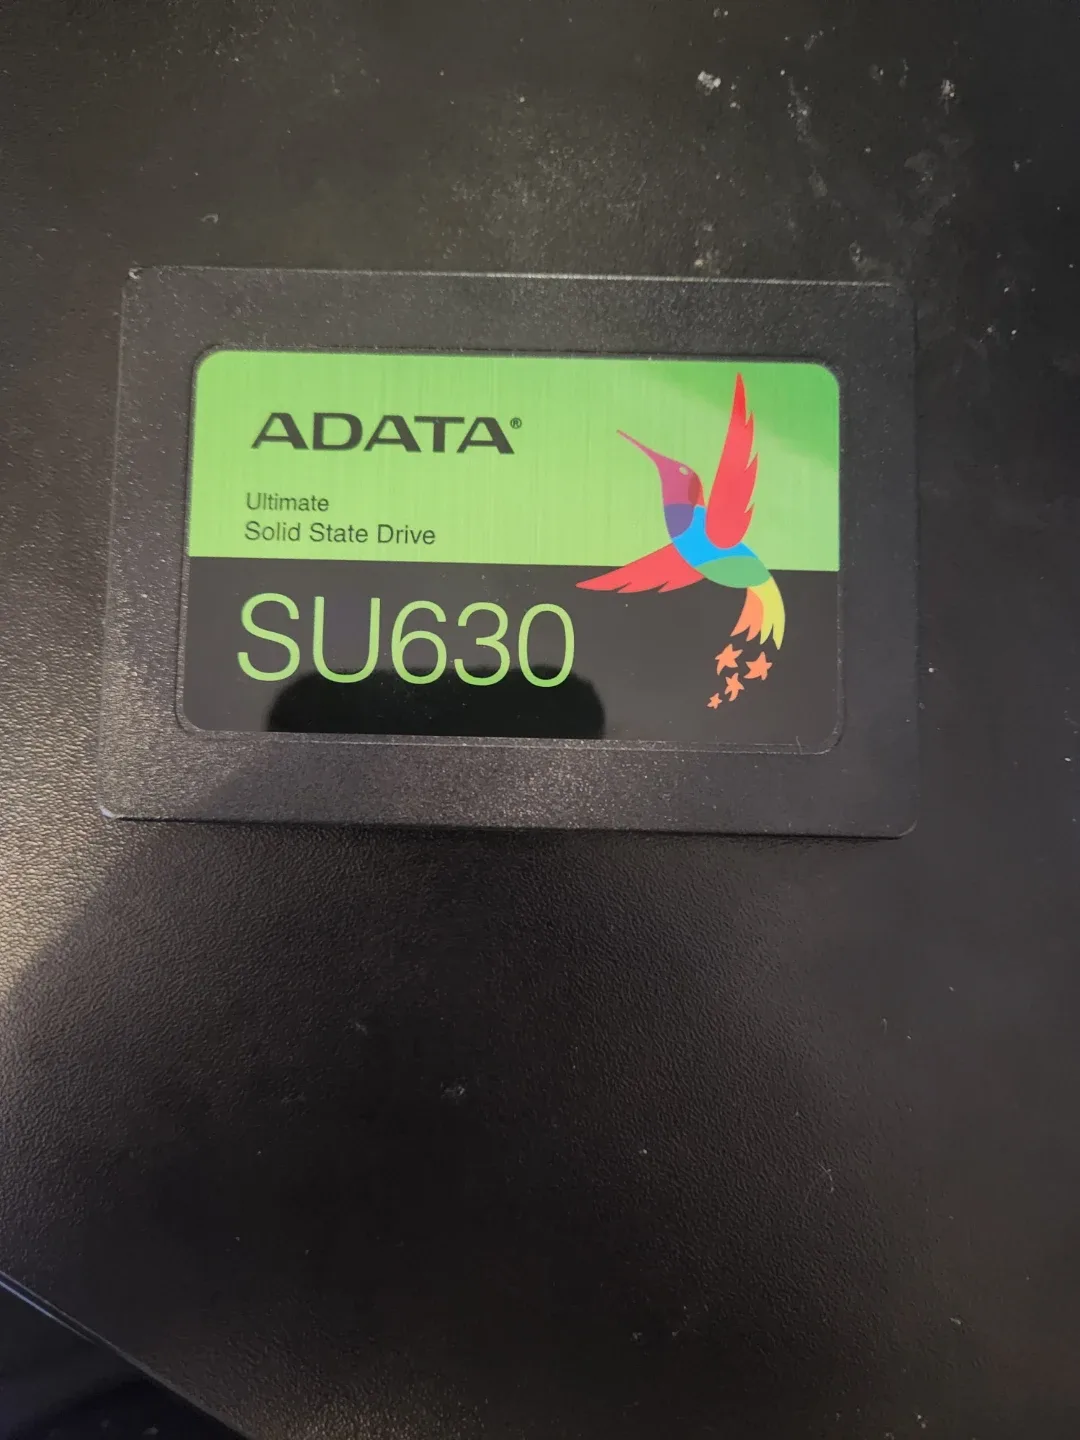 ADATA®
Ultimate
Solid State Drive
SU630